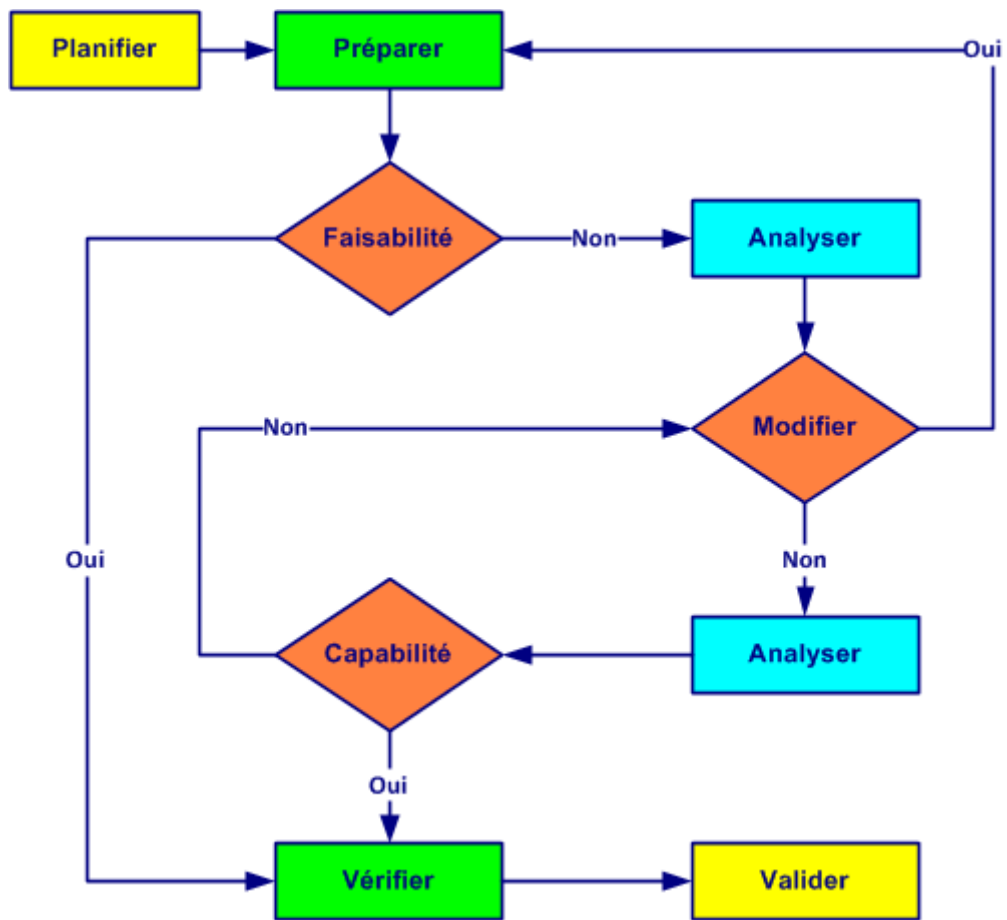 Planifier
Préparer
Oui
Faisabilité
Non
Analyser
Non
Modifier
Oui
Non
Capabilité
Analyser
Oui
Vérifier
Valider